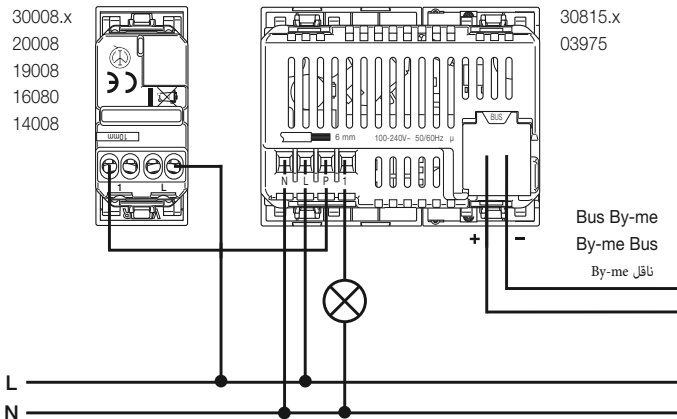 30008.x
20008
19008
16080
14008
10mm
1 L
30815.x
03975
BUS
6 mm 100-240V~ 50/60Hz µ
N L P 1
+ –
Bus By-me
By-me Bus
ناقل By-me
L
N